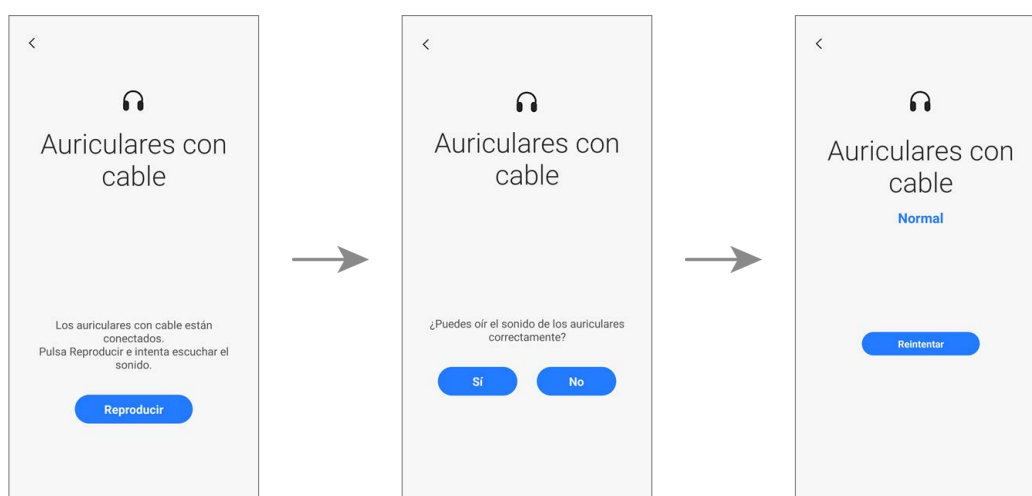 Auriculares con
cable
Los auriculares con cable están
conectados.
Pulsa Reproducir e intenta escuchar el
sonido.
Reproducir
Auriculares con
cable
¿Puedes oír el sonido de los auriculares
correctamente?
Sí
No
Auriculares con
cable
Normal
Reintentar